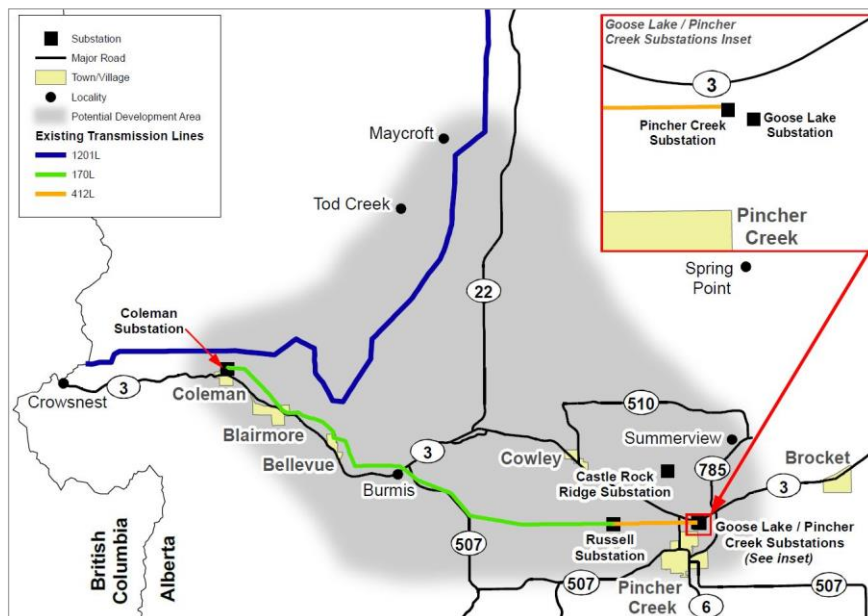 Substation
Major Road
Town/Village
Locality
Potential Development Area
Existing Transmission Lines
1201L
170L
412L
Goose Lake / Pincher
Creek Substations Inset
3
Pincher Creek
Substation
Goose Lake
Substation
Pincher
Creek
Maycroft
Tod Creek
Spring
Point
22
Coleman
Substation
3
Crowsnest
Coleman
Blairmore
Bellevue
3
Burmis
510
Cowley
Summerview
Castle Rock
Ridge Substation
785
Brocket
3
Goose Lake / Pincher
Creek Substations
(See inset)
Russell
Substation
507
507
Pincher
Creek
6
507
British
Columbia
Alberta